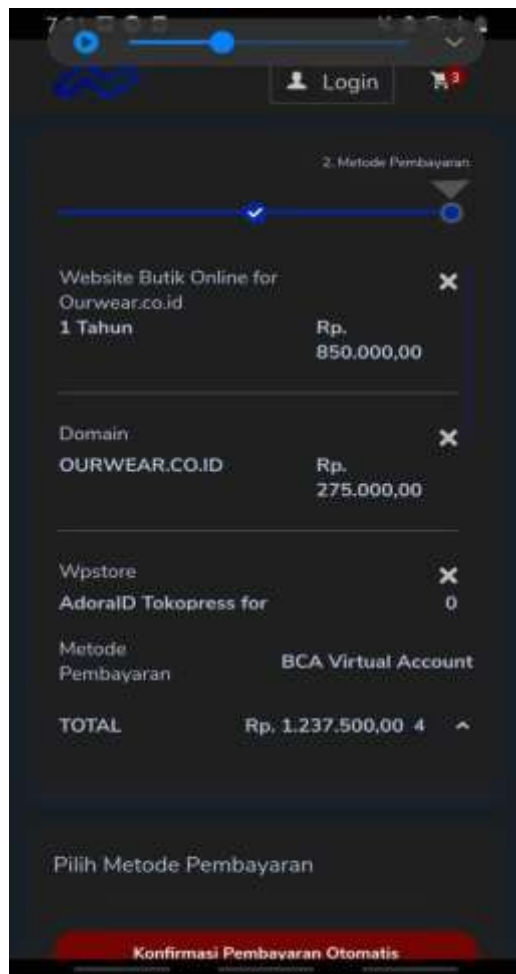 Login
3
2. Metode Pembayaran
Website Butik Online for
Ourwear.co.id
1 Tahun
Rp.
850.000,00
Domain
OURWEAR.CO.ID
Rp.
275.000,00
Wpstore
AdoraID Tokopress for
0
Metode
Pembayaran
BCA Virtual Account
TOTAL
Rp. 1.237.500,00 4
Pilih Metode Pembayaran
Konfirmasi Pembayaran Otomatis